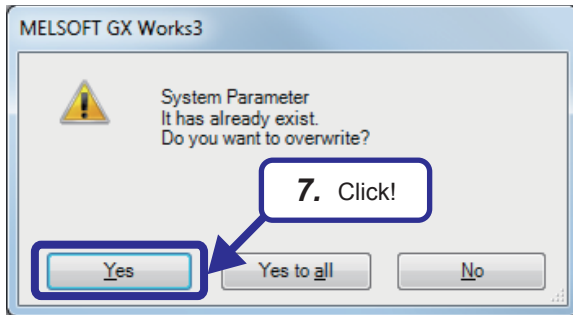 MELSOFT GX Works3
System Parameter
It has already exist.
Do you want to overwrite?
7. Click!
Yes
Yes to all
No